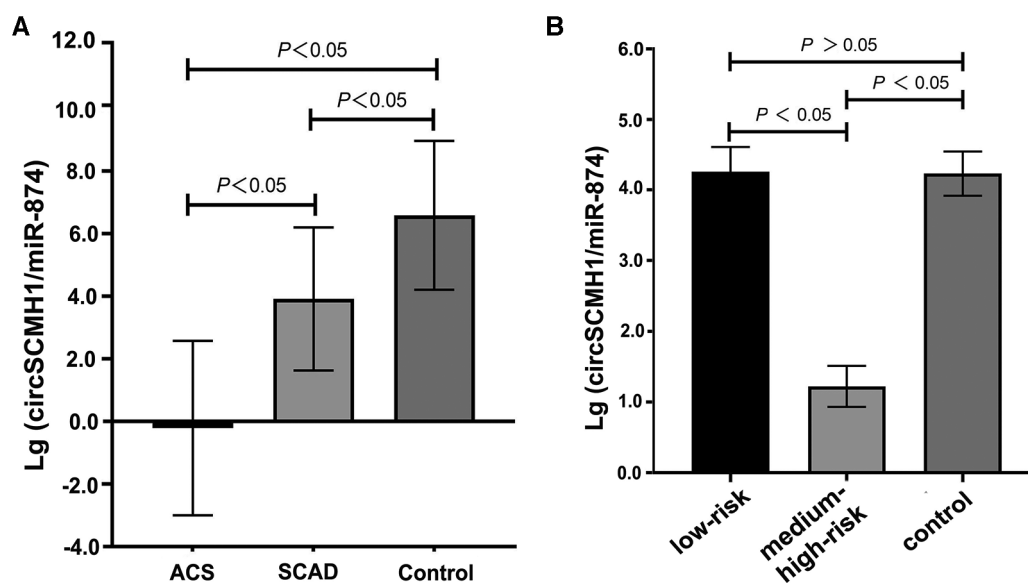 A
Lg (circSCMH1/miR-874)
12.0
10.0
8.0
6.0
4.0
2.0
0.0
-2.0
-4.0
P<0.05
P<0.05
P<0.05
ACS SCAD Control
B
Lg (circSCMH1/miR-874)
6.0
5.0
4.0
3.0
2.0
1.0
0.0
P > 0.05
P < 0.05
P < 0.05
low-risk
medium-
high-risk
control